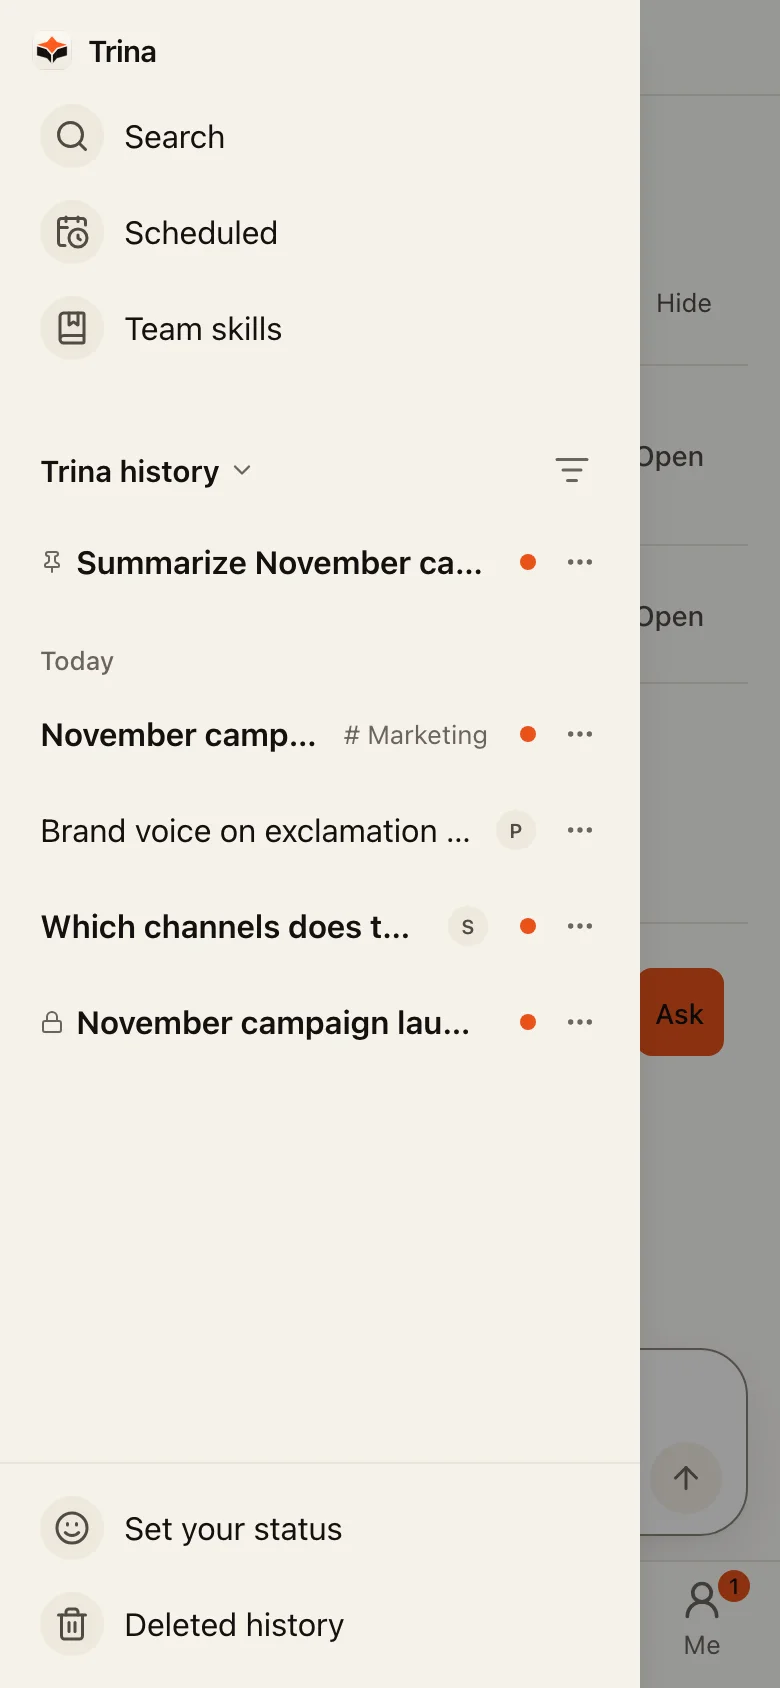 Trina
Search
Scheduled
Team skills
Hide
Trina history
Open
Summarize November ca...
Open
Today
November camp... # Marketing
Brand voice on exclamation ... P
Which channels does t... S
November campaign lau...
Ask
Set your status
1
Deleted history
Me